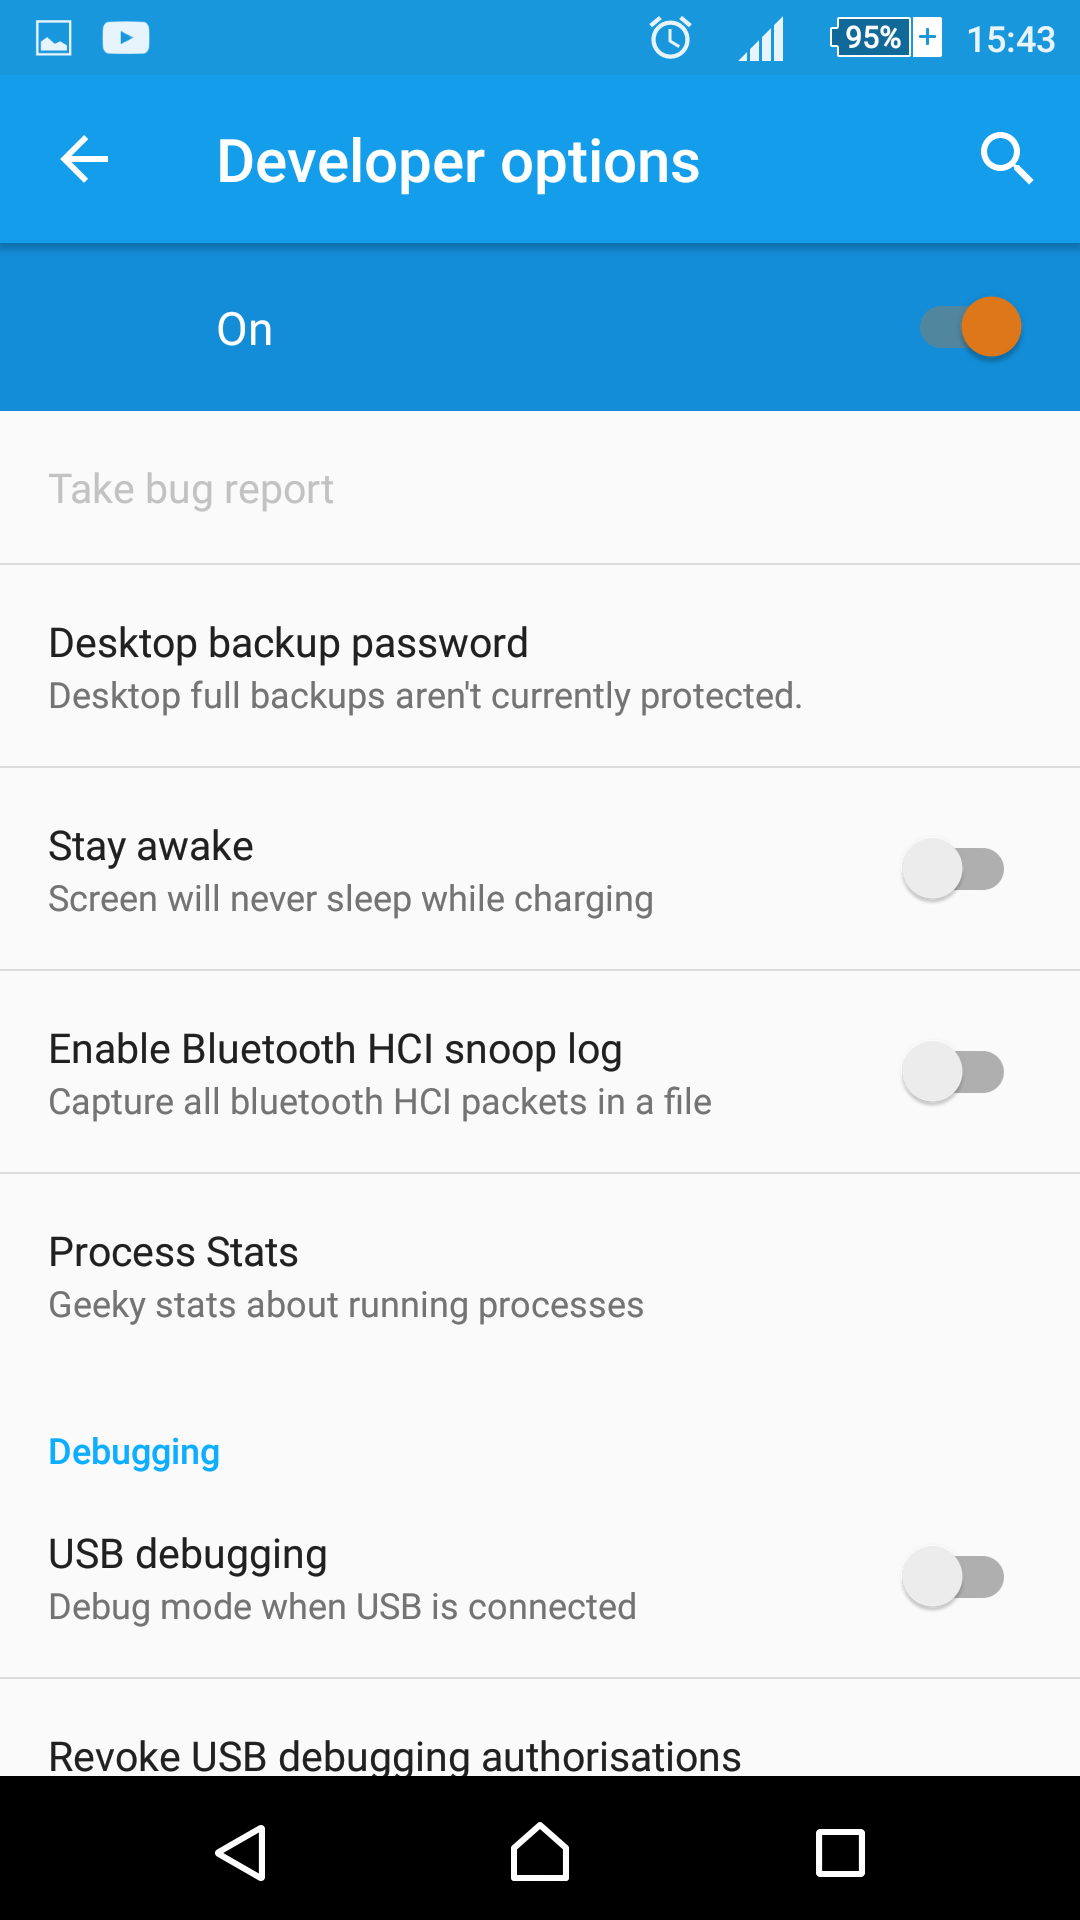 95% 15:43
Developer options
On
Take bug report
Desktop backup password
Desktop full backups aren't currently protected.
Stay awake
Screen will never sleep while charging
Enable Bluetooth HCI snoop log
Capture all bluetooth HCI packets in a file
Process Stats
Geeky stats about running processes
Debugging
USB debugging
Debug mode when USB is connected
Revoke USB debugging authorisations